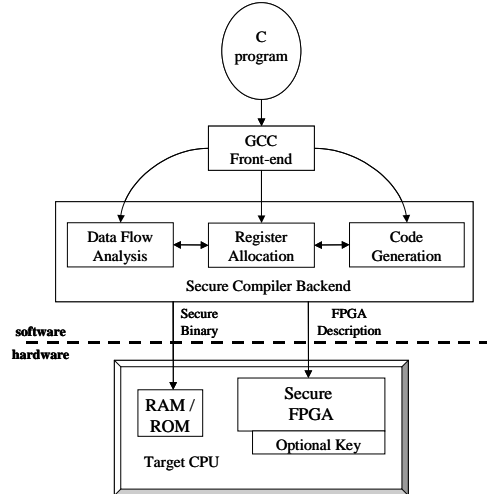 C
program
GCC
Front-end
Data Flow
Analysis
Register
Allocation
Code
Generation
Secure Compiler Backend
Secure
Binary
FPGA
Description
software
hardware
RAM /
ROM
Secure
FPGA
Optional Key
Target CPU